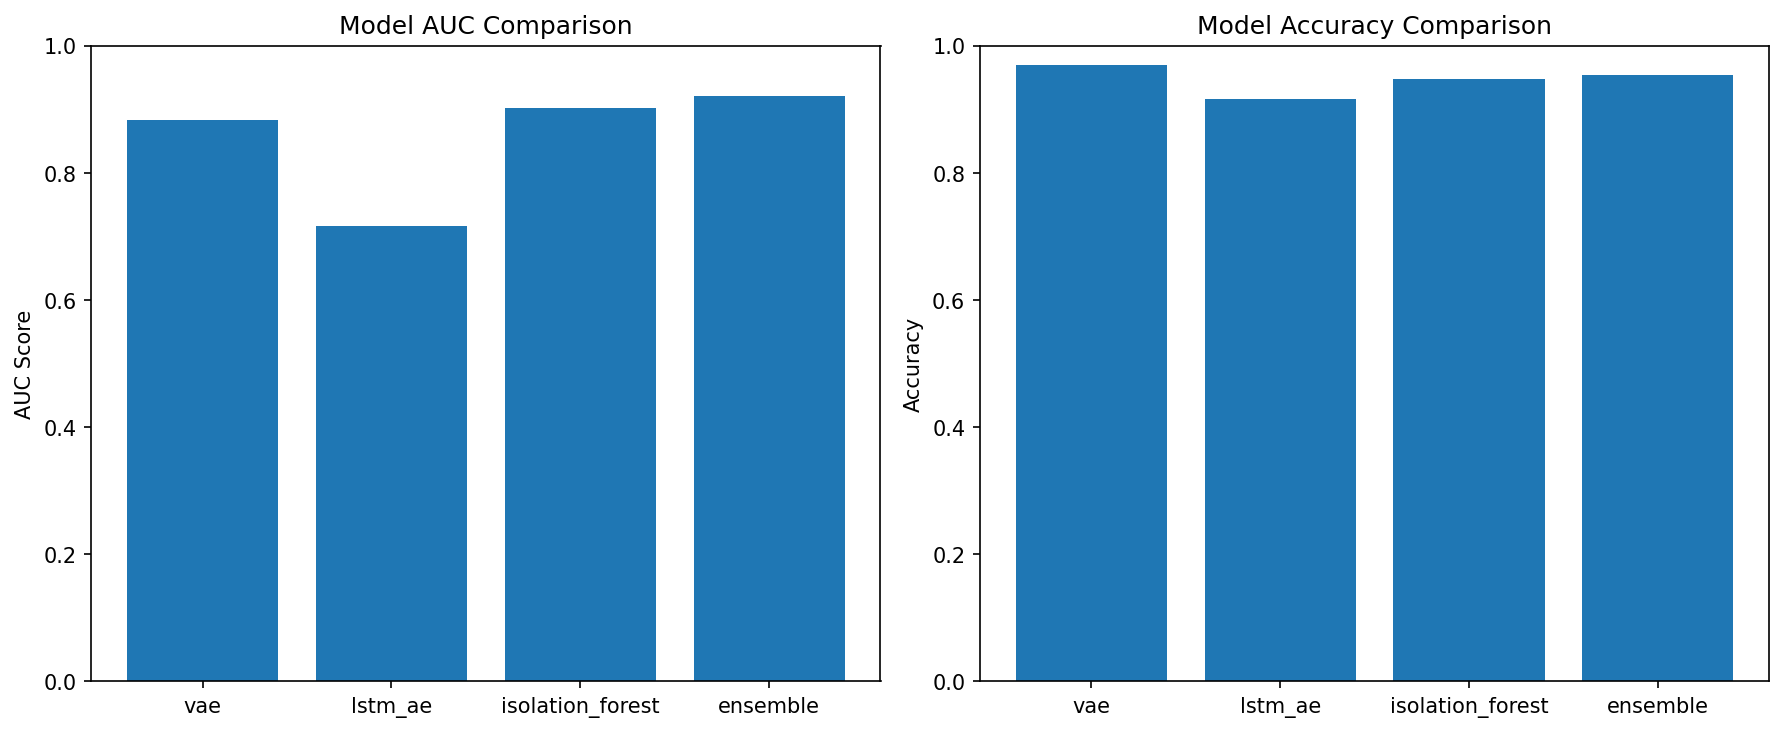 Model AUC Comparison
AUC Score
1.0
0.8
0.6
0.4
0.2
0.0
vae lstm_ae isolation_forest ensemble
Model Accuracy Comparison
Accuracy
1.0
0.8
0.6
0.4
0.2
0.0
vae lstm_ae isolation_forest ensemble